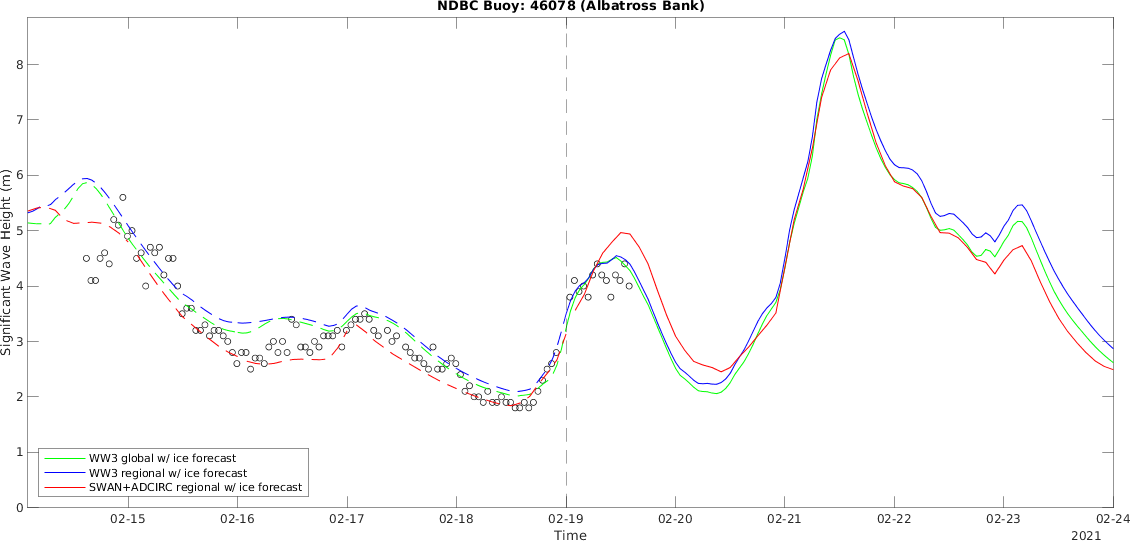 NDBC Buoy: 46078 (Albatross Bank)
Significant Wave Height (m)
8
7
6
5
4
3
2
1
0
WW3 global w/ ice forecast
WW3 regional w/ ice forecast
SWAN+ADCIRC regional w/ ice forecast
02-15 02-16 02-17 02-18 02-19 02-20 02-21 02-22 02-23 02-24
Time
2021